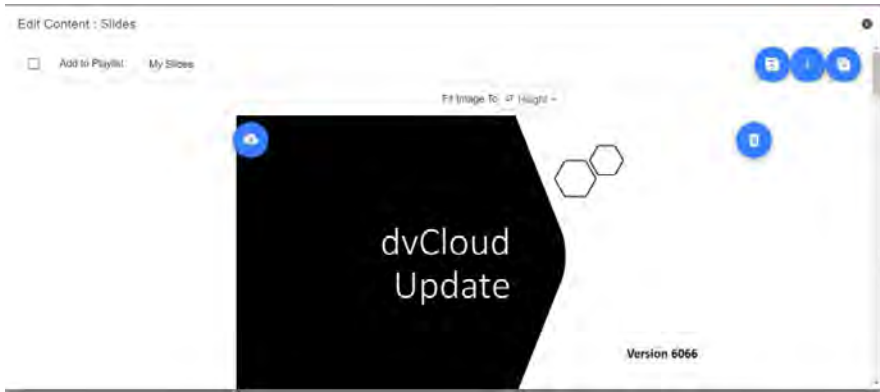 Edit Content : Slides
Add to Playlist My Slides
Fit Image To Height
dvCloud
Update
Version 6066